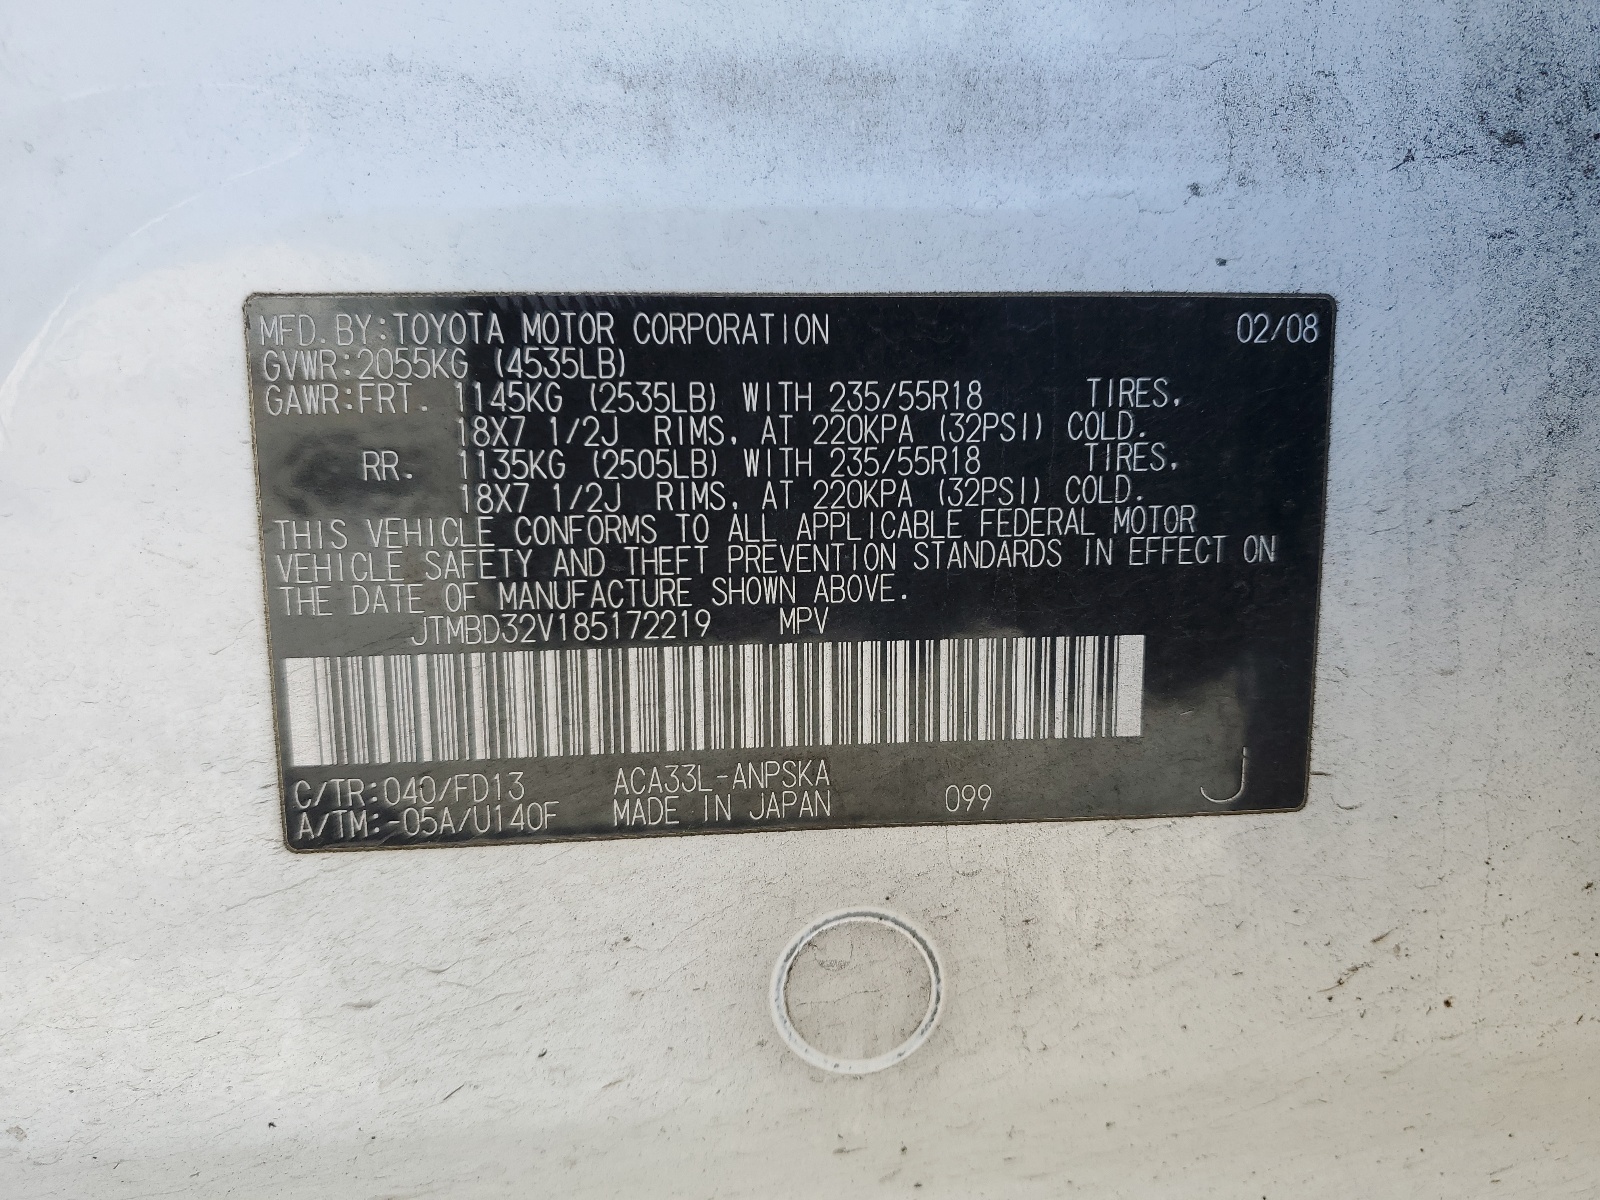 MFD. BY: TOYOTA MOTOR CORPORATION 02/08
GVWR: 2055KG (4535LB)
GAWR: FRT. 1145KG (2535LB) WITH 235/55R18 TIRES,
18X7 1/2J RIMS, AT 220KPA (32PSI) COLD.
RR. 1135KG (2505LB) WITH 235/55R18 TIRES,
18X7 1/2J RIMS, AT 220KPA (32PSI) COLD.
THIS VEHICLE CONFORMS TO ALL APPLICABLE FEDERAL MOTOR
VEHICLE SAFETY AND THEFT PREVENTION STANDARDS IN EFFECT ON
THE DATE OF MANUFACTURE SHOWN ABOVE.
JTMBD32V185172219 MPV
C/TR: 040/FD13 ACA33L-ANPSKA
A/TM: -05A/U140F MADE IN JAPAN 099 J